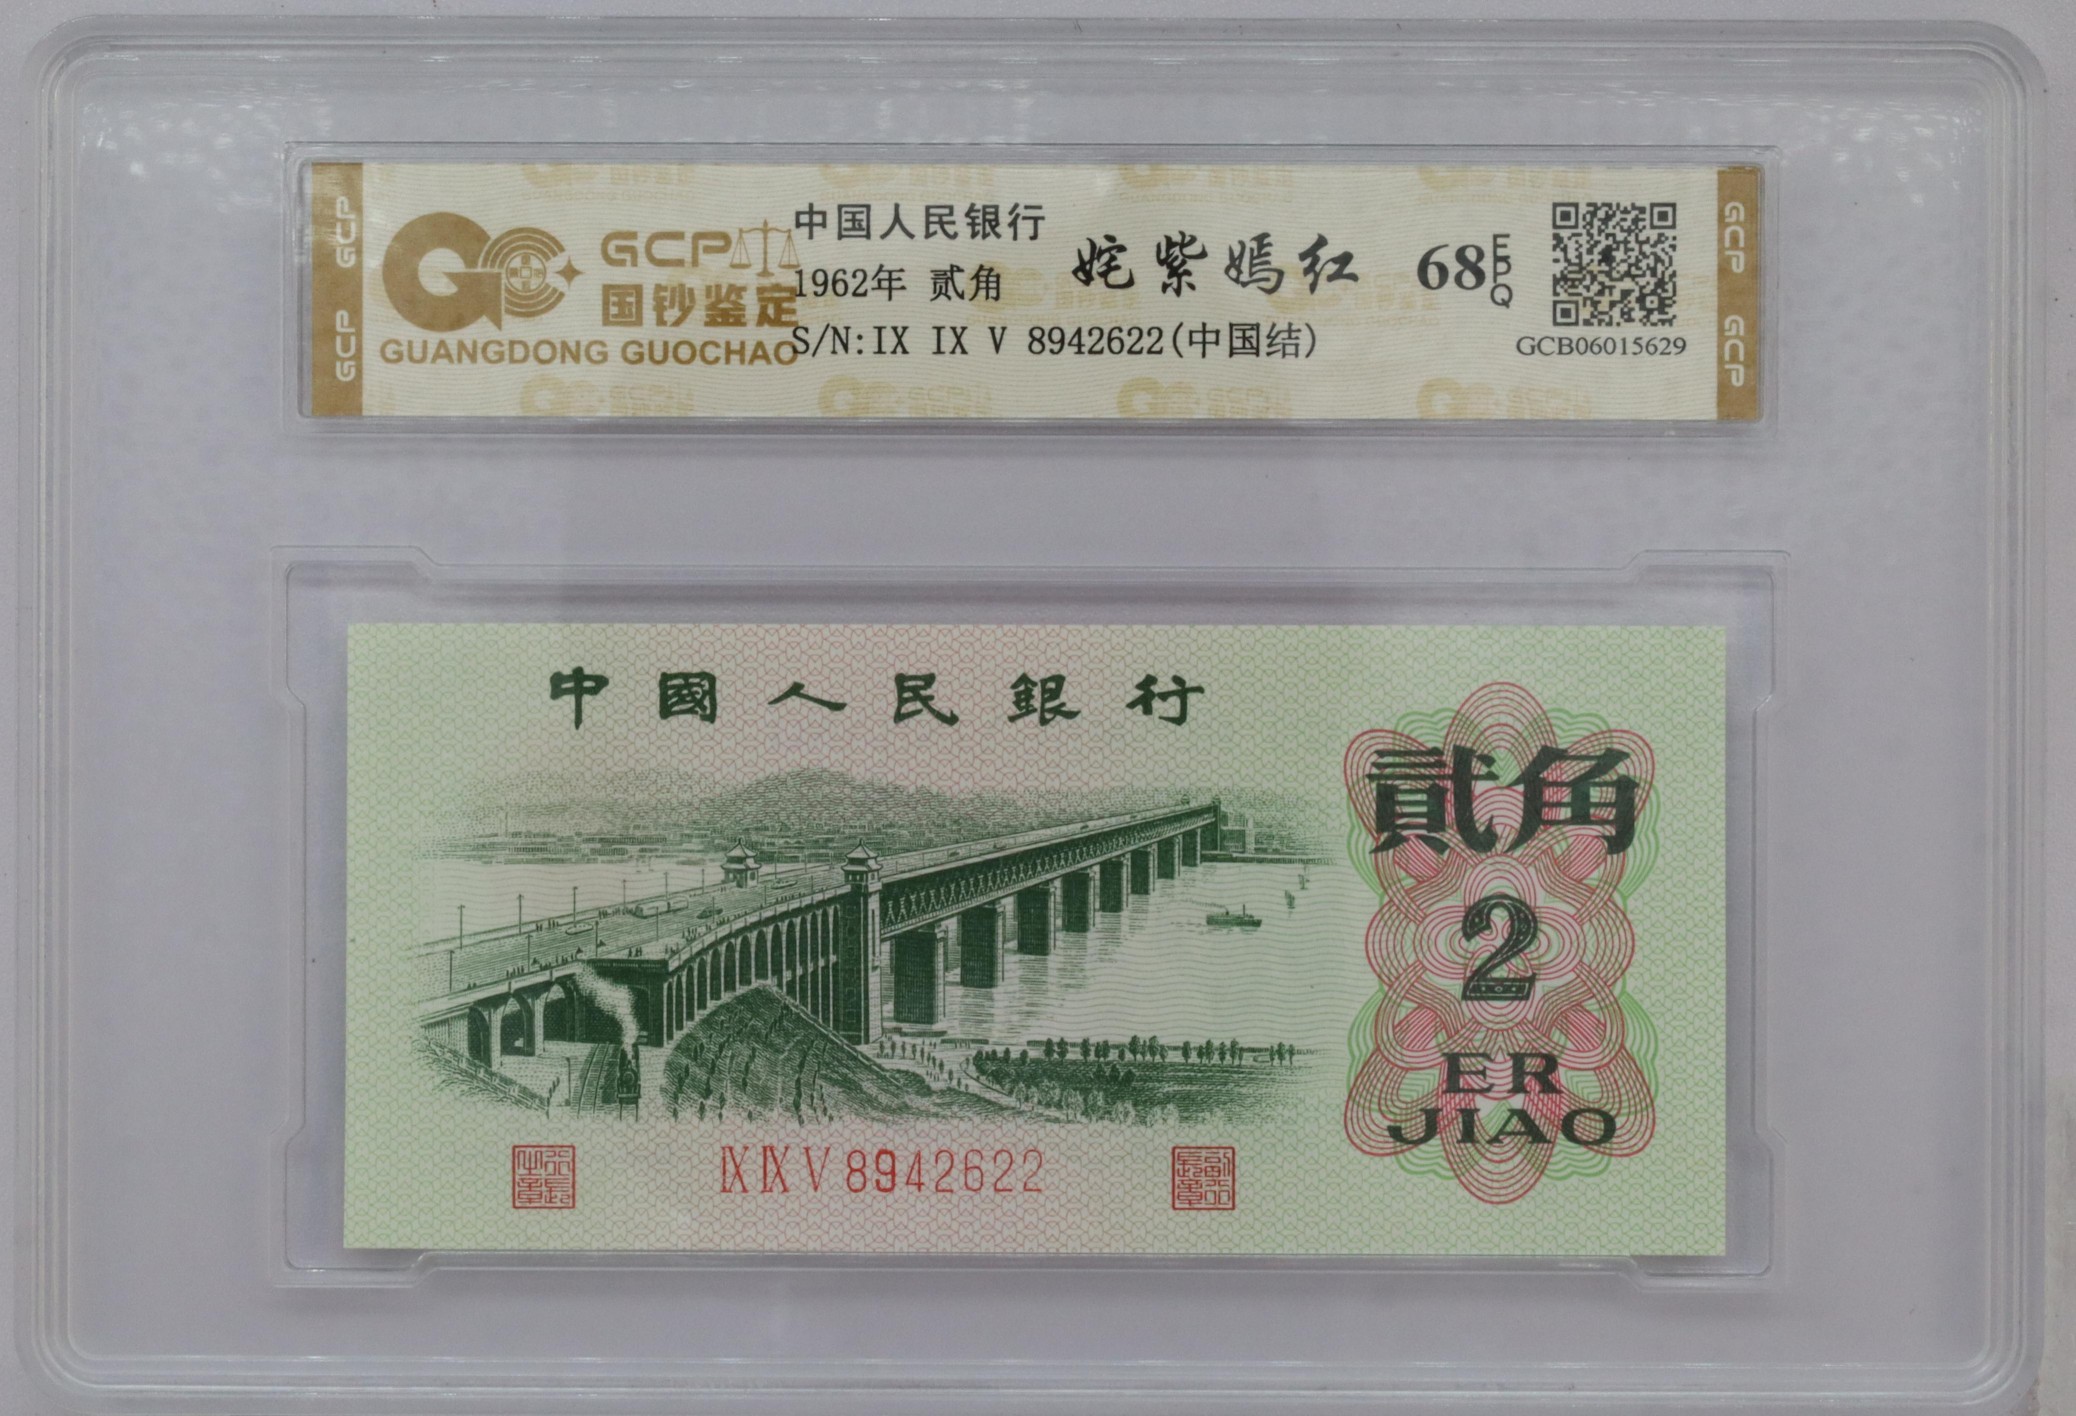 GCP
GCP
GCP
国钞鉴定
GUANGDONG GUOCHAO
中国人民银行
1962年 贰角
S/N:IX IX V 8942622(中国结)
姹紫嫣红
68 EPQ
GCB06015629
GCP
GCP
中國人民銀行
貳角
2
ER
JIAO
IX IX V 8942622